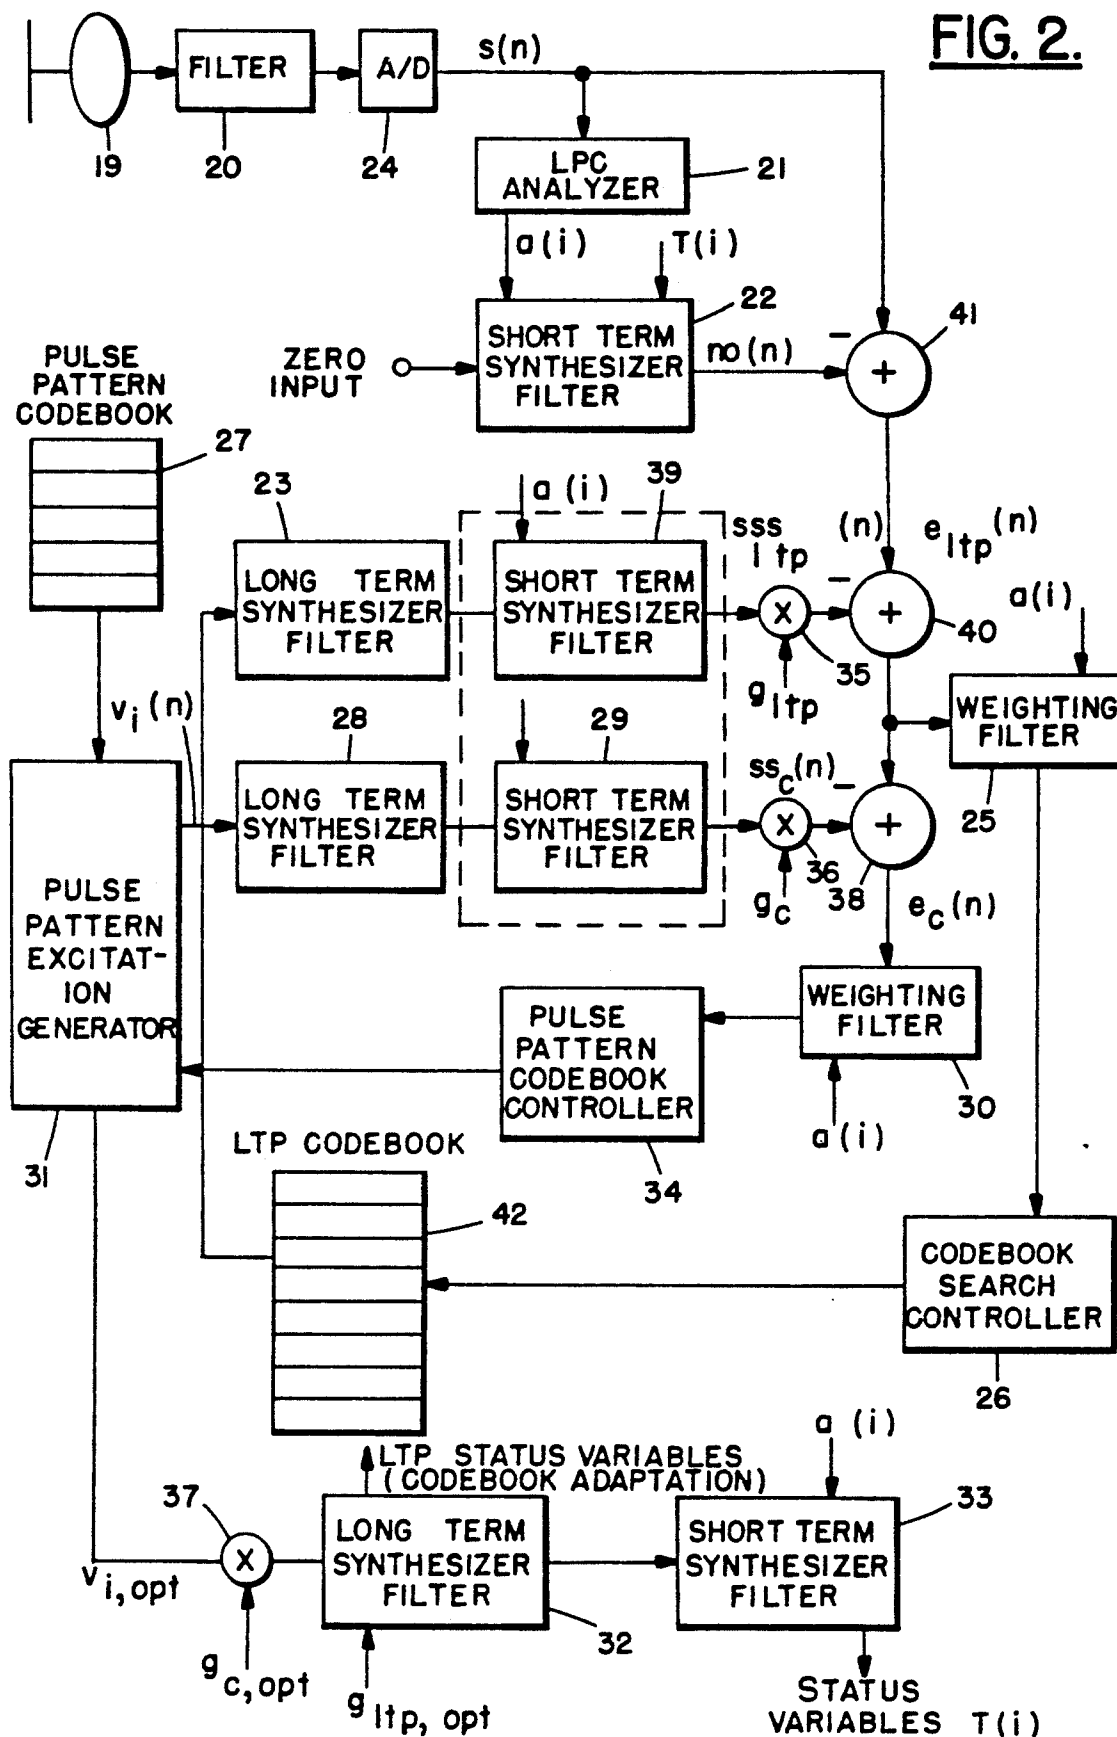 FIG. 2.
FILTER
A/D
s(n)
19
20
24
LPC
ANALYZER
21
a(i)
T(i)
22
SHORT TERM
SYNTHESIZER
FILTER
ZERO
INPUT
no(n)
−
+
41
PULSE
PATTERN
CODEBOOK
27
23
a(i)
39
sss
ltp
(n)
e ltp (n)
LONG TERM
SYNTHESIZER
FILTER
SHORT TERM
SYNTHESIZER
FILTER
X
−
+
35
40
g ltp
a(i)
WEIGHTING
FILTER
25
v i (n)
28
29
ss c (n)
LONG TERM
SYNTHESIZER
FILTER
SHORT TERM
SYNTHESIZER
FILTER
X
−
+
36
38
g c
e c (n)
PULSE
PATTERN
EXCITAT-
ION
GENERATOR
31
PULSE
PATTERN
CODEBOOK
CONTROLLER
34
WEIGHTING
FILTER
30
a(i)
LTP CODEBOOK
42
CODEBOOK
SEARCH
CONTROLLER
26
LTP STATUS VARIABLES
(CODEBOOK ADAPTATION)
a (i)
37
X
v i, opt
g c, opt
LONG TERM
SYNTHESIZER
FILTER
32
g ltp, opt
SHORT TERM
SYNTHESIZER
FILTER
33
STATUS
VARIABLES T(i)